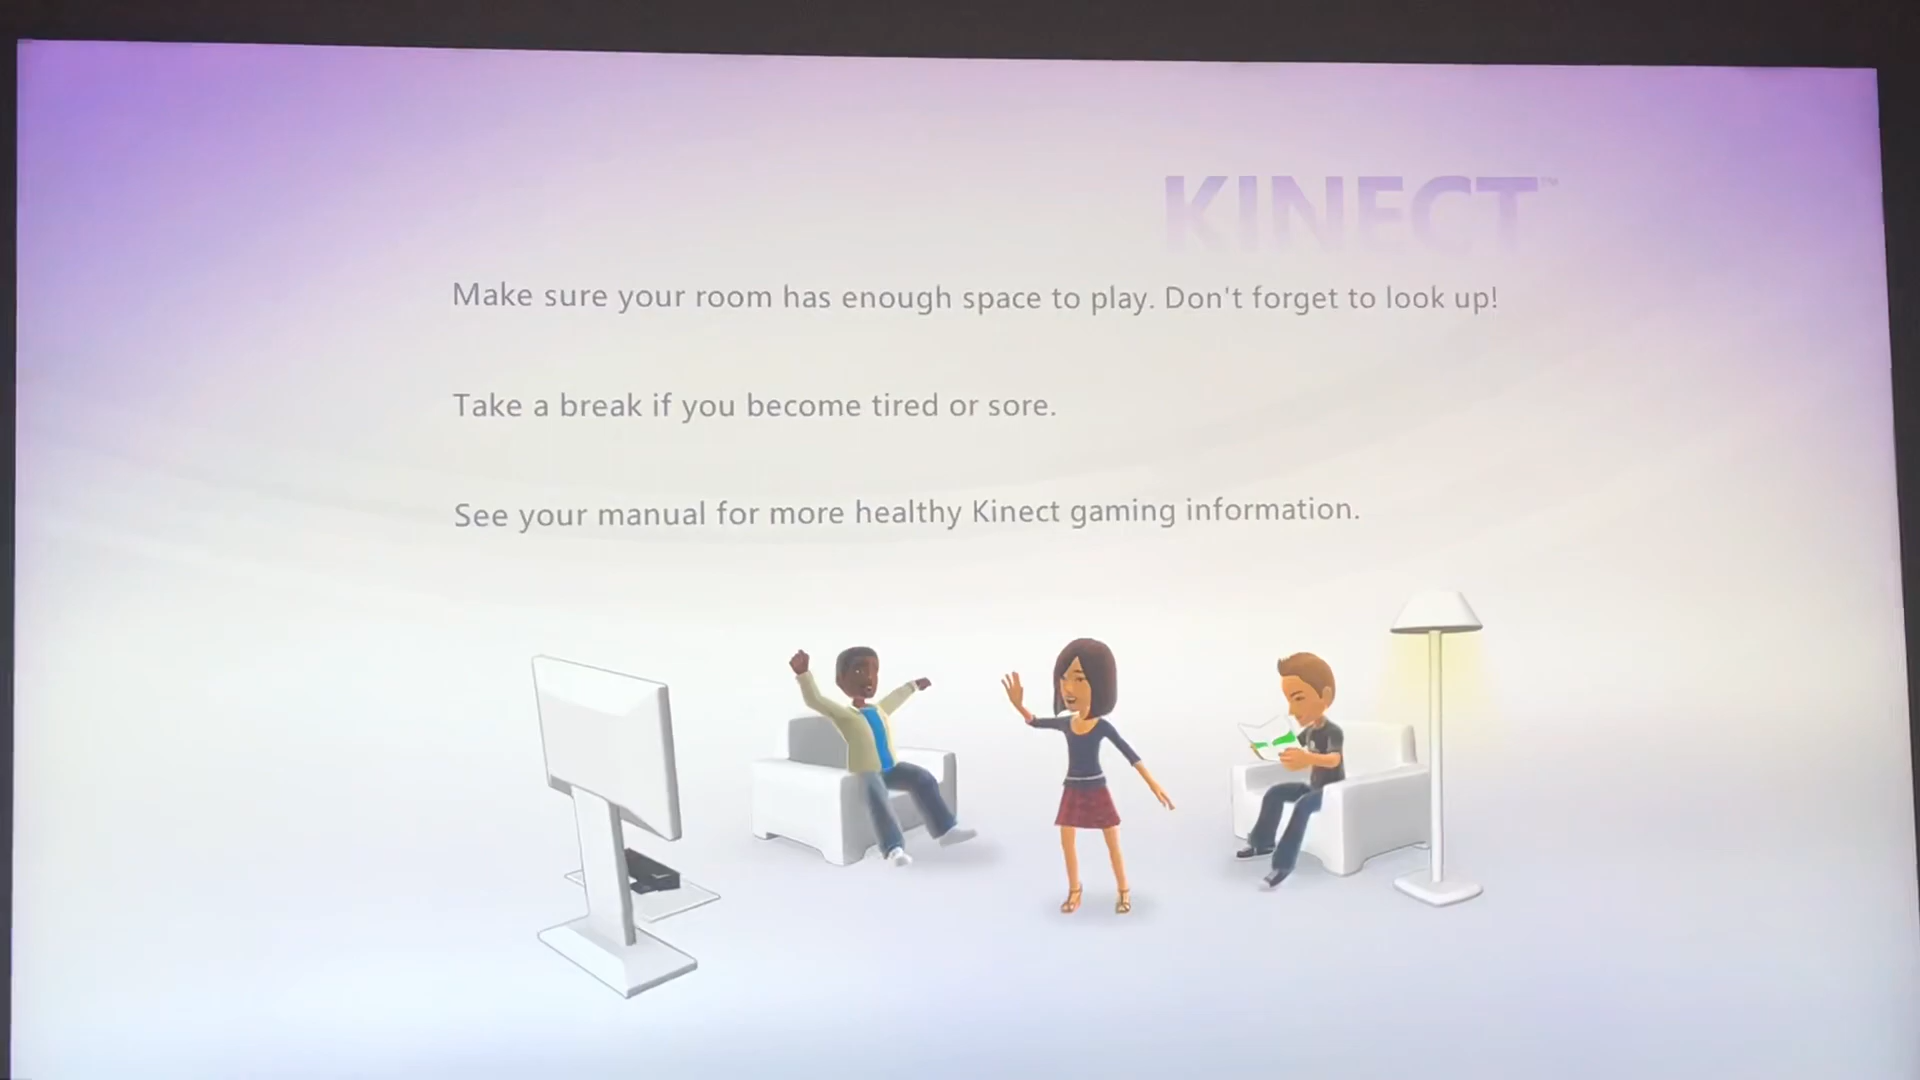 KINECT™
Make sure your room has enough space to play. Don't forget to look up!
Take a break if you become tired or sore.
See your manual for more healthy Kinect gaming information.